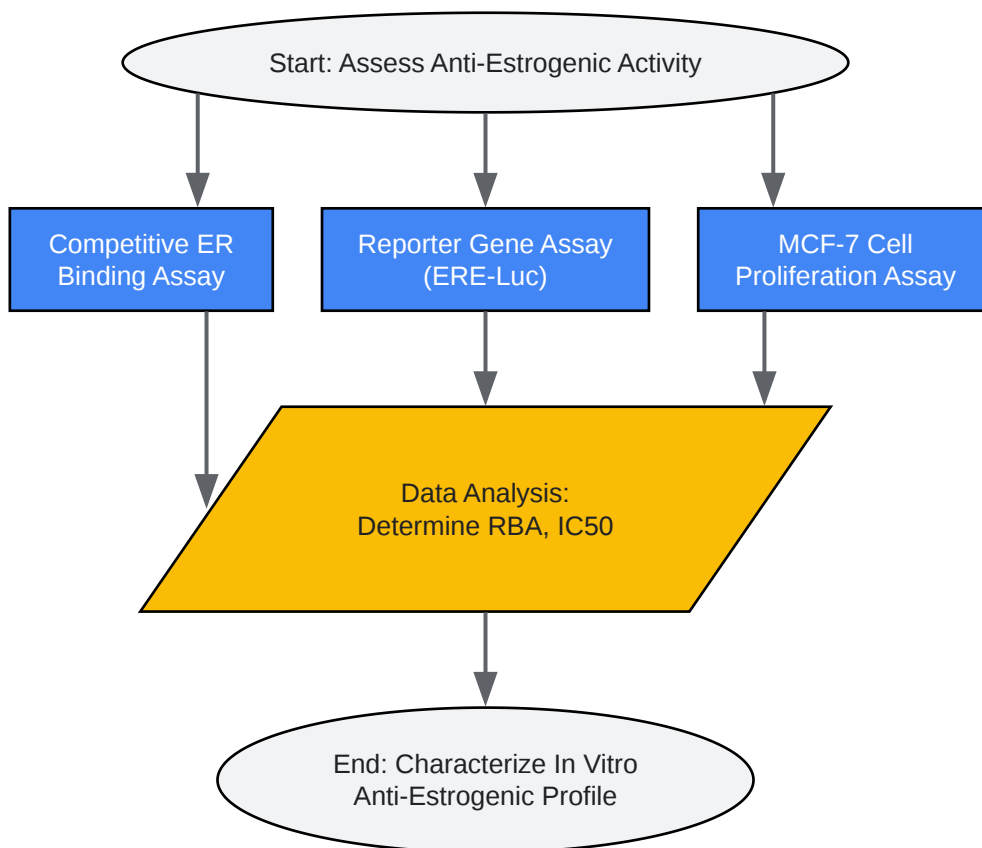 Start: Assess Anti-Estrogenic Activity
Competitive ER
Binding Assay
Reporter Gene Assay
(ERE-Luc)
MCF-7 Cell
Proliferation Assay
Data Analysis:
Determine RBA, IC50
End: Characterize In Vitro
Anti-Estrogenic Profile